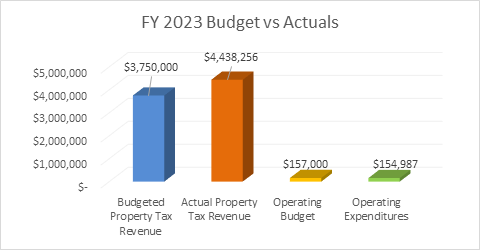 FY 2023 Budget vs Actuals
$5,000,000
$4,000,000
$3,000,000
$2,000,000
$1,000,000
$-
$3,750,000
$4,438,256
$157,000
$154,987
Budgeted
Property Tax
Revenue
Actual Property
Tax Revenue
Operating
Budget
Operating
Expenditures